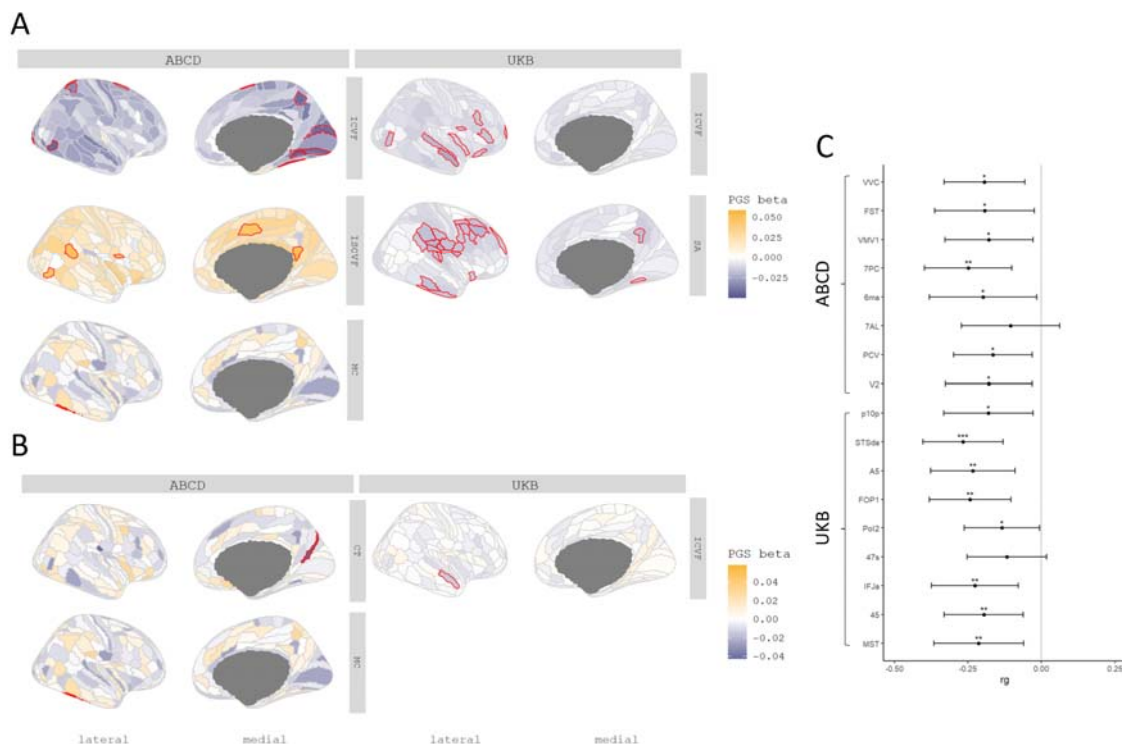 A
ABCD
UKB
ICVF
ICVF
C
PGS beta
0.050
0.025
0.000
-0.025
ISOVF
SA
MC
B
ABCD
UKB
CT
ICVF
PGS beta
0.04
0.02
0.00
-0.02
-0.04
MC
lateral
medial
lateral
medial
ABCD
VVC
*
FST
*
VMV1
*
7PC
**
6ma
*
7AL
PCV
*
V2
*
UKB
p10p
*
STSda
***
A5
**
FOP1
**
PoI2
*
47s
IFJa
**
45
**
MST
**
-0.50
-0.25
0.00
0.25
rg